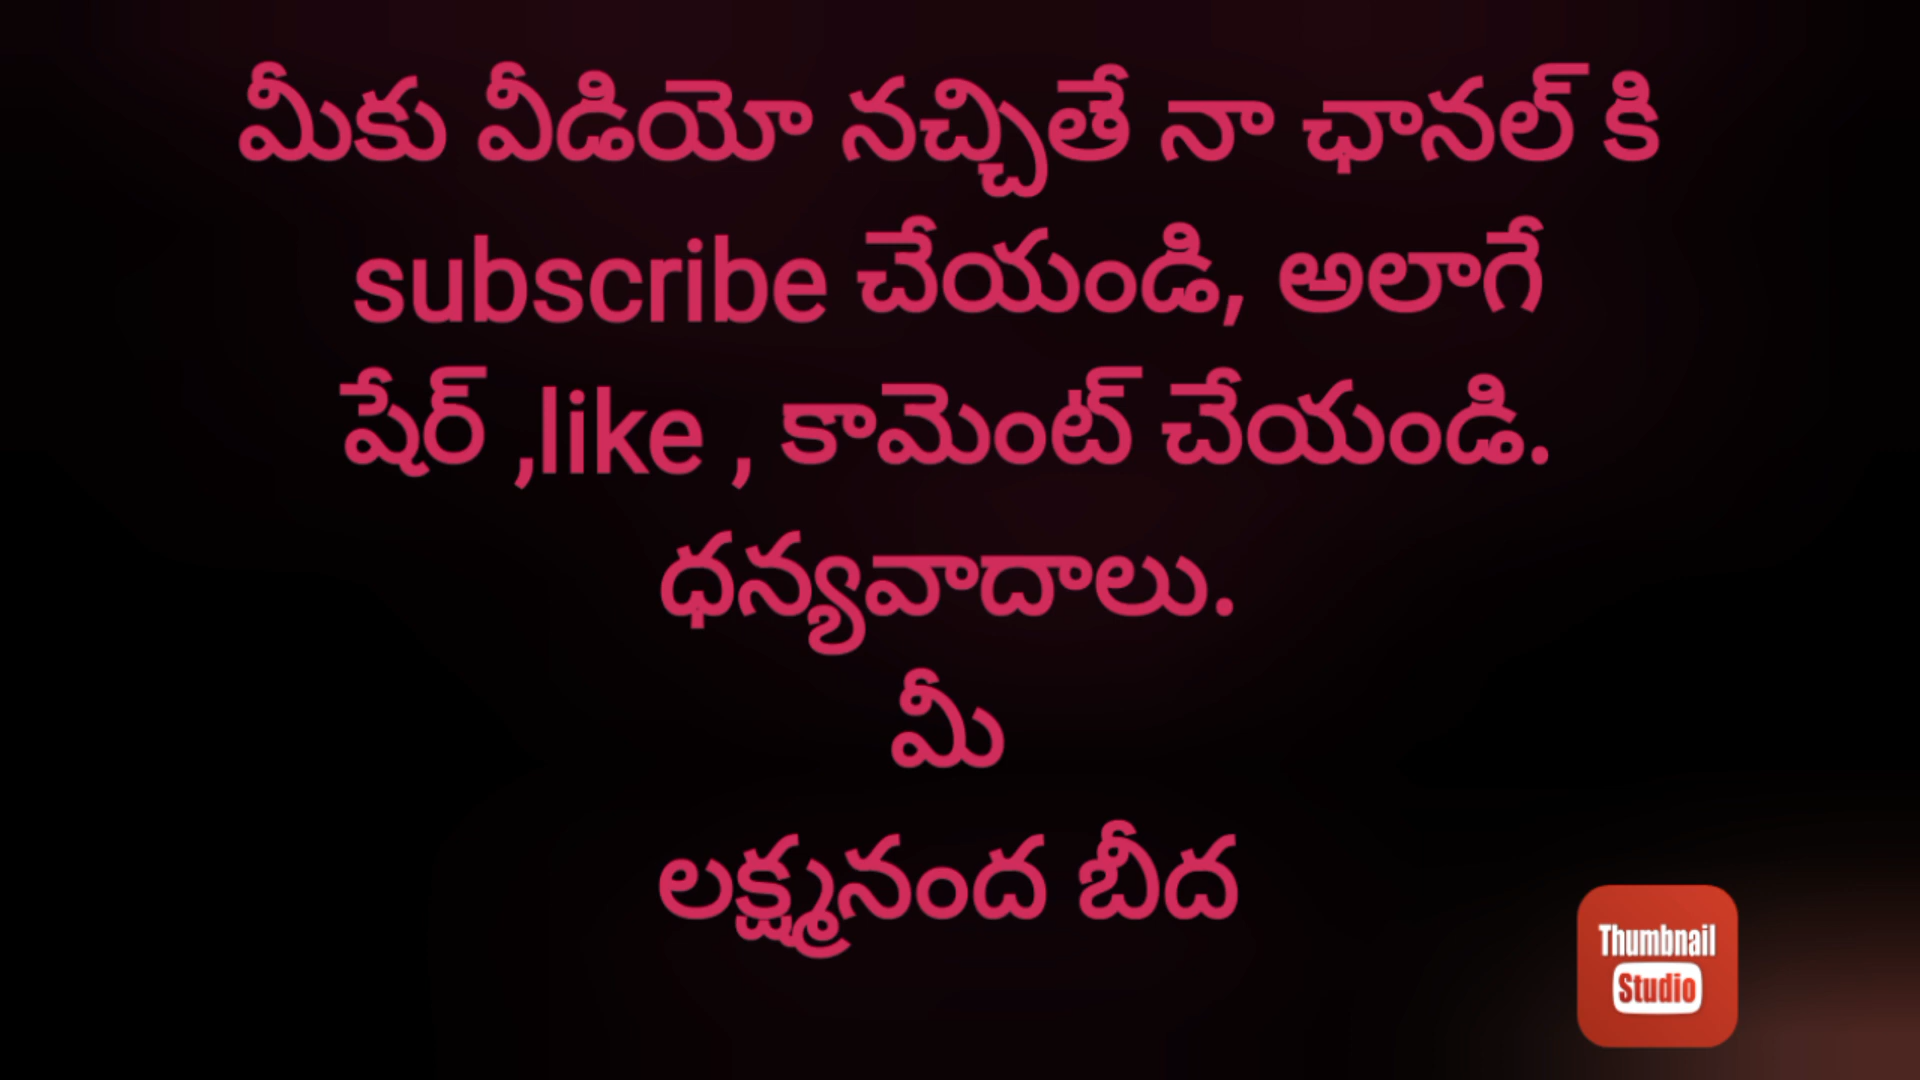 మీకు వీడియో నచ్చితే నా ఛానల్ కి
subscribe చేయండి, అలాగే
షేర్ ,like , కామెంట్ చేయండి.
ధన్యవాదాలు.
మీ
లక్ష్మనంద బీద
Thumbnail
Studio